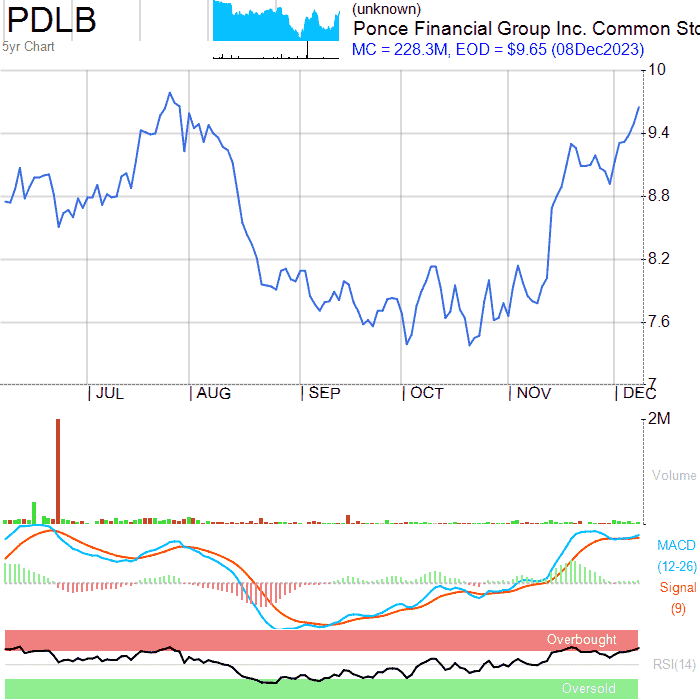 PDLB
5yr Chart
(unknown)
Ponce Financial Group Inc. Common Sto
MC = 228.3M, EOD = $9.65 (08Dec2023)
10
9.4
8.8
8.2
7.6
7
JUL AUG SEP OCT NOV DEC
2M
Volume
MACD
(12-26)
Signal
(9)
Overbought
RSI(14)
Oversold